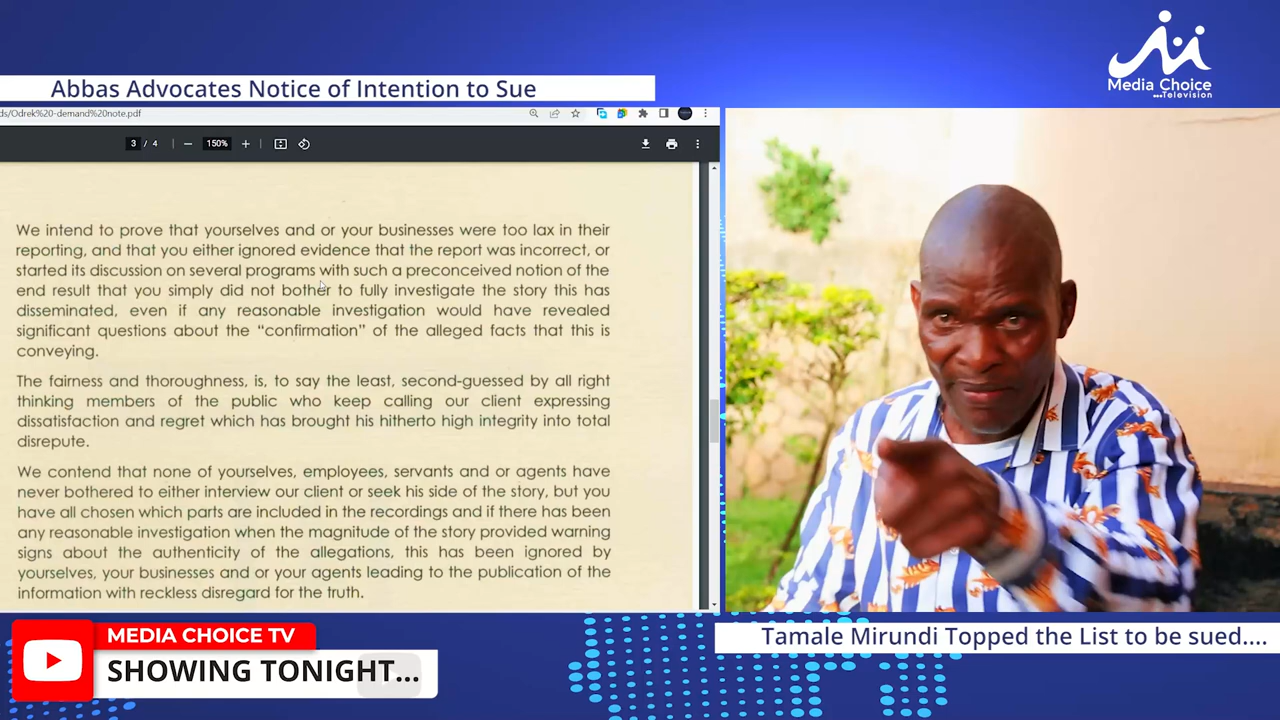 Media Choice
...Television
Abbas Advocates Notice of Intention to Sue
ds/Odrek%20-demand%20note.pdf
3 / 4
150%
We intend to prove that yourselves and or your businesses were too lax in their
reporting, and that you either ignored evidence that the report was incorrect, or
started its discussion on several programs with such a preconceived notion of the
end result that you simply did not bother to fully investigate the story this has
disseminated, even if any reasonable investigation would have revealed
significant questions about the “confirmation” of the alleged facts that this is
conveying.
The fairness and thoroughness, is, to say the least, second-guessed by all right
thinking members of the public who keep calling our client expressing
dissatisfaction and regret which has brought his hitherto high integrity into total
disrepute.
We contend that none of yourselves, employees, servants and or agents have
never bothered to either interview our client or seek his side of the story, but you
have all chosen which parts are included in the recordings and if there has been
any reasonable investigation when the magnitude of the story provided warning
signs about the authenticity of the allegations, this has been ignored by
yourselves, your businesses and or your agents leading to the publication of the
information with reckless disregard for the truth.
MEDIA CHOICE TV
SHOWING TONIGHT...
Tamale Mirundi Topped the List to be sued....